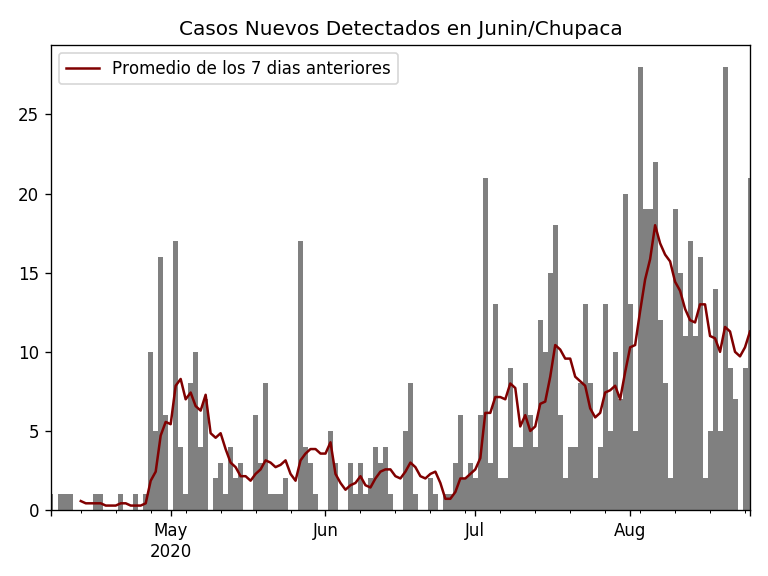 Casos Nuevos Detectados en Junin/Chupaca
Promedio de los 7 dias anteriores
25
20
15
10
5
0
May
2020
Jun
Jul
Aug